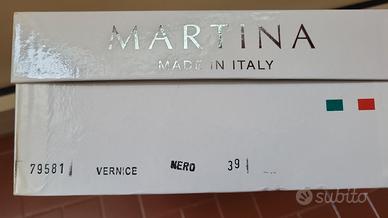 MARTINA
MADE IN ITALY
79581 VERNICE NERO 39
subito